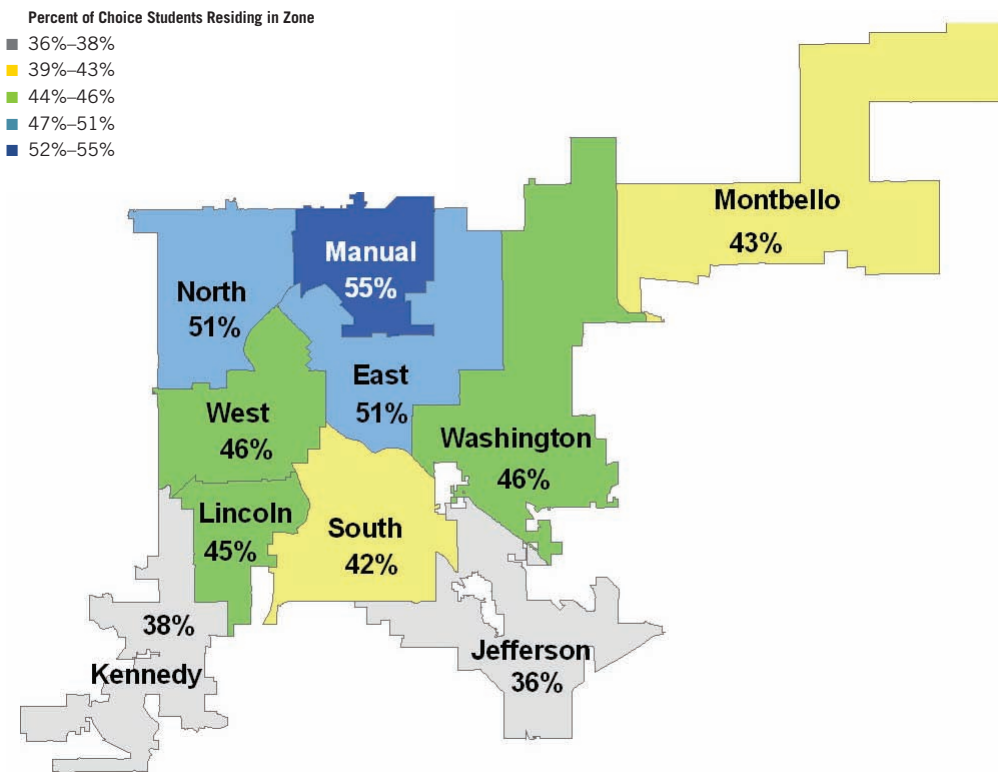 Percent of Choice Students Residing in Zone
36%–38%
39%–43%
44%–46%
47%–51%
52%–55%
Montbello
43%
Manual
55%
North
51%
East
51%
West
46%
Washington
46%
Lincoln
45%
South
42%
38%
Kennedy
Jefferson
36%